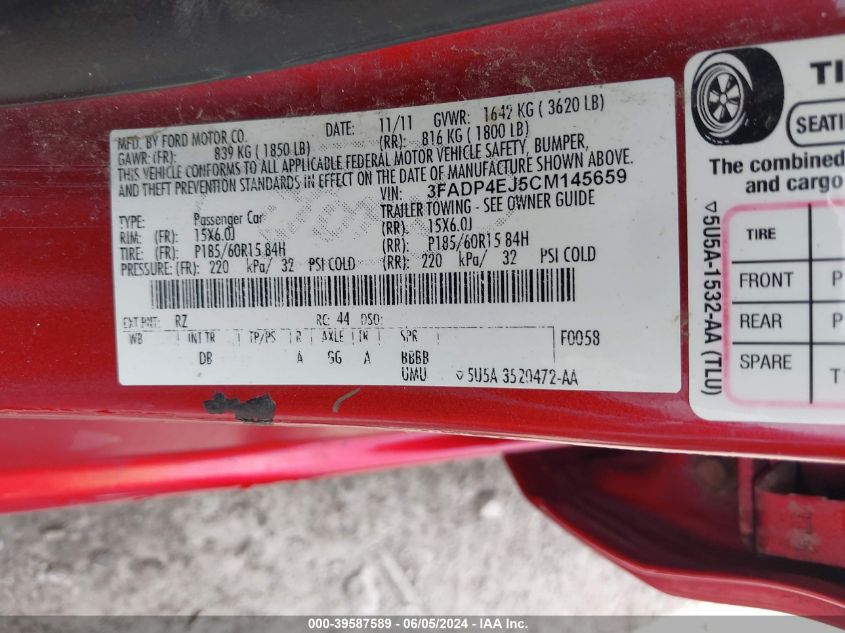 MFD. BY FORD MOTOR CO.
DATE: 11/11 GVWR: 1642 KG ( 3620 LB)
GAWR: (FR): 839 KG ( 1850 LB) (RR): 816 KG ( 1800 LB)
THIS VEHICLE CONFORMS TO ALL APPLICABLE FEDERAL MOTOR VEHICLE SAFETY, BUMPER,
AND THEFT PREVENTION STANDARDS IN EFFECT ON THE DATE OF MANUFACTURE SHOWN ABOVE.
VIN: 3FADP4EJ5CM145659
TYPE: Passenger Car TRAILER TOWING - SEE OWNER GUIDE
RIM: (FR): 15X6.0J (RR): 15X6.0J
TIRE: (FR): P185/60R15 84H (RR): P185/60R15 84H
PRESSURE: (FR): 220 kPa/ 32 PSI COLD (RR): 220 kPa/ 32 PSI COLD
EXT PNT: RZ RC: 44 DSO:
WB INT TR TP/PS R AXLE TR SPR F0058
DB A GG A BBBB
UMU ▽5U5A 3520472-AA
TI
SEATI
The combined
and cargo
TIRE
FRONT P
REAR P
SPARE T1
▽5U5A-1532-AA (TLU)
000-39587589 - 06/05/2024 - IAA Inc.